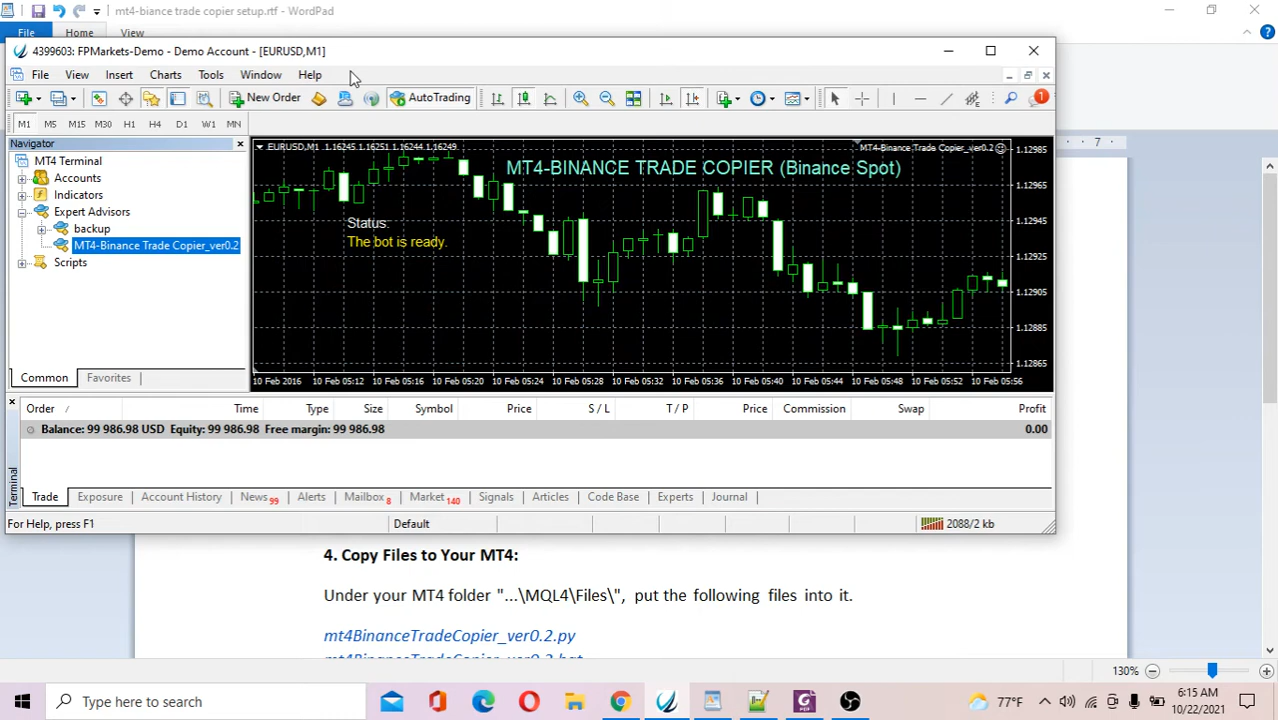 mt4-biance trade copier setup.rtf - WordPad
File Home View
4399603: FPMarkets-Demo - Demo Account - [EURUSD,M1]
File View Insert Charts Tools Window Help
New Order AutoTrading 1
M1 M5 M15 M30 H1 H4 D1 W1 MN
7
Navigator
MT4 Terminal
Accounts
Indicators
Expert Advisors
backup
MT4-Binance Trade Copier_ver0.2
Scripts
Common Favorites
EURUSD,M1 1.16245 1.16251 1.16244 1.16249
MT4-Binance Trade Copier_ver0.2
MT4-BINANCE TRADE COPIER (Binance Spot)
Status:
The bot is ready.
1.12985
1.12965
1.12945
1.12925
1.12905
1.12885
1.12865
10 Feb 2016 10 Feb 05:12 10 Feb 05:16 10 Feb 05:20 10 Feb 05:24 10 Feb 05:28 10 Feb 05:32 10 Feb 05:36 10 Feb 05:40 10 Feb 05:44 10 Feb 05:48 10 Feb 05:52 10 Feb 05:56
Order / Time Type Size Symbol Price S / L T / P Price Commission Swap Profit
Balance: 99 986.98 USD Equity: 99 986.98 Free margin: 99 986.98 0.00
Terminal
Trade Exposure Account History News 99 Alerts Mailbox 8 Market 140 Signals Articles Code Base Experts Journal
For Help, press F1 Default 2088/2 kb
4. Copy Files to Your MT4:
Under your MT4 folder "...\MQL4\Files\", put the following files into it.
mt4BinanceTradeCopier_ver0.2.py
mt4BinanceTradeCopier_ver0.2.bat
130%
Type here to search
77°F
6:15 AM
10/22/2021